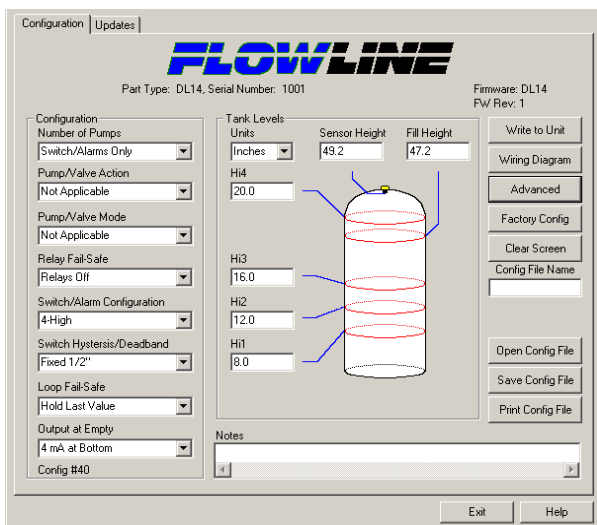 Configuration
Updates
FLOWLINE
Part Type: DL14, Serial Number: 1001
Firmware: DL14
FW Rev: 1
Configuration
Number of Pumps
Switch/Alarms Only
Pump/Valve Action
Not Applicable
Pump/Valve Mode
Not Applicable
Relay Fail-Safe
Relays Off
Switch/Alarm Configuration
4-High
Switch Hystersis/Deadband
Fixed 1/2"
Loop Fail-Safe
Hold Last Value
Output at Empty
4 mA at Bottom
Config #40
Tank Levels
Units
Sensor Height
Fill Height
Inches
49.2
47.2
Hi4
20.0
Hi3
16.0
Hi2
12.0
Hi1
8.0
Notes
Write to Unit
Wiring Diagram
Advanced
Factory Config
Clear Screen
Config File Name
Open Config File
Save Config File
Print Config File
Exit
Help